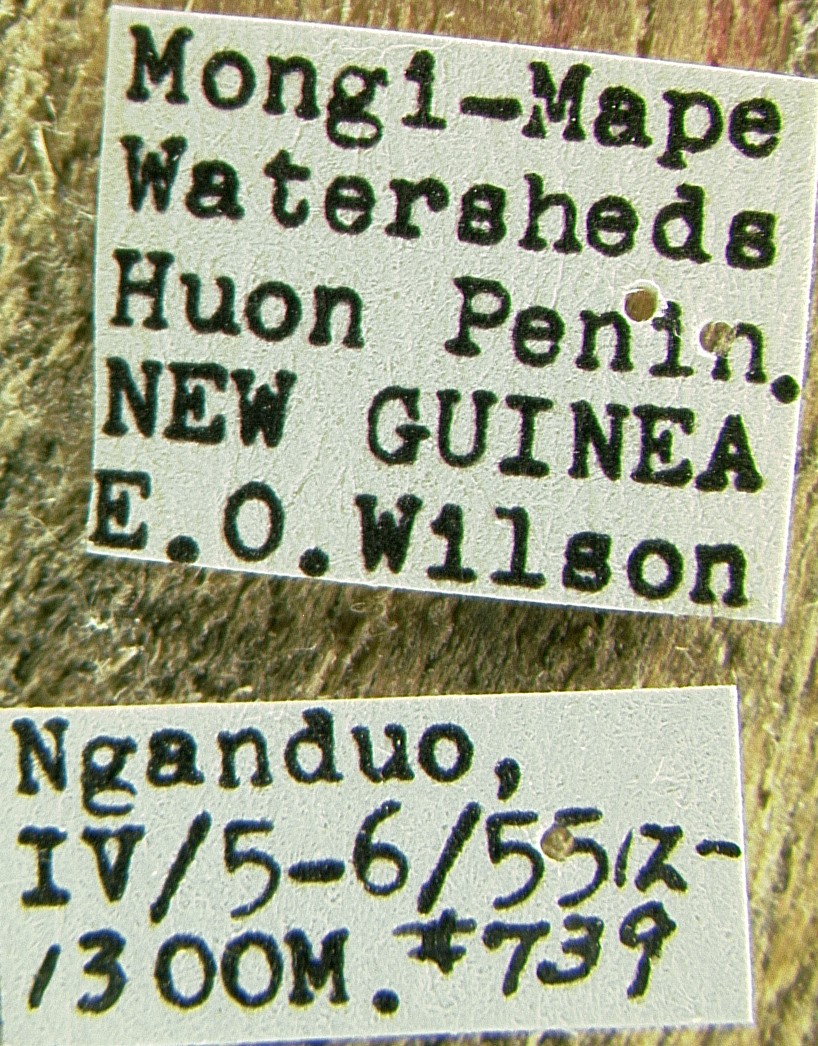 Mongi-Mape
Watersheds
Huon Penin.
NEW GUINEA
E.O.Wilson
Nganduo,
IV/5-6/55 12-
1300M. #739